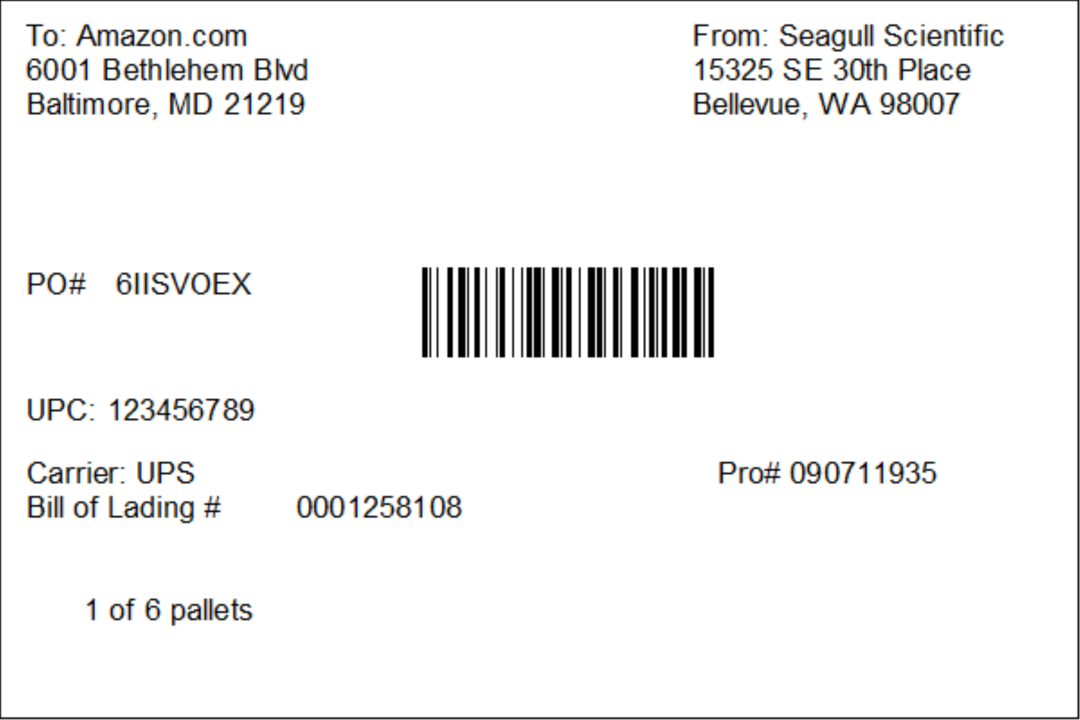 To: Amazon.com
6001 Bethlehem Blvd
Baltimore, MD 21219
From: Seagull Scientific
15325 SE 30th Place
Bellevue, WA 98007
PO# 6IISVOEX
UPC: 123456789
Carrier: UPS
Pro# 090711935
Bill of Lading # 0001258108
1 of 6 pallets